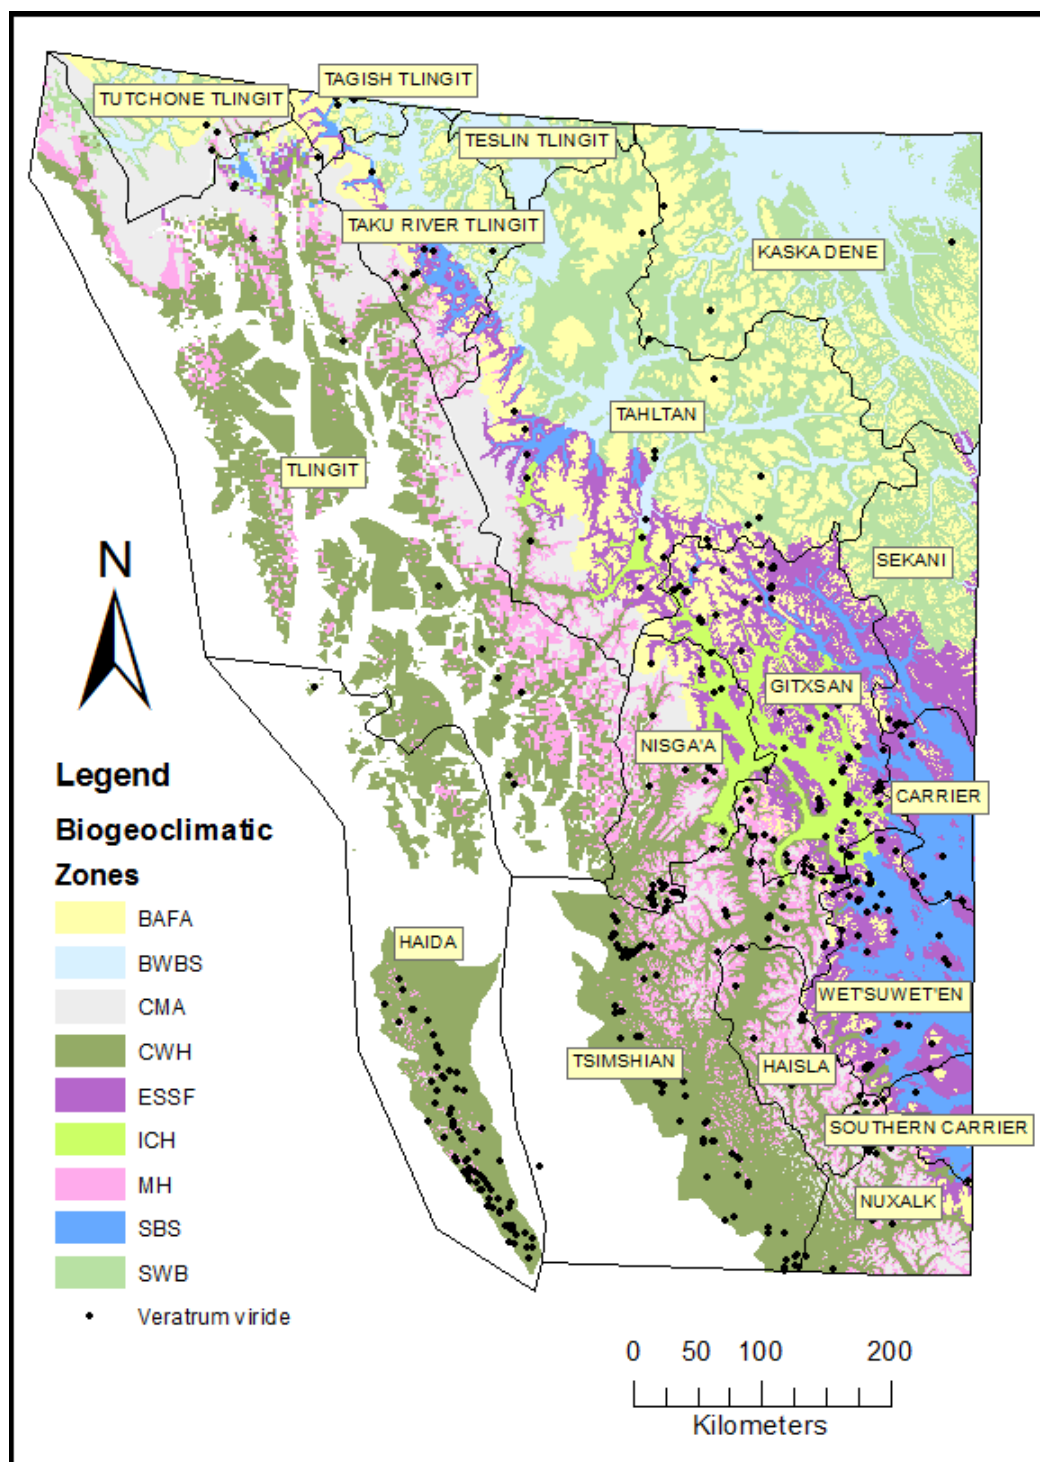 TAGISH TLINGIT
TUTCHONE TLINGIT
TESLIN TLINGIT
TAKU RIVER TLINGIT
KASKA DENE
TAHLTAN
TLINGIT
N
SEKANI
GITXSAN
NISGA'A
CARRIER
HAIDA
WET'SUWET'EN
TSIMSHIAN
HAISLA
SOUTHERN CARRIER
NUXALK
Legend
Biogeoclimatic
Zones
BAFA
BWBS
CMA
CWH
ESSF
ICH
MH
SBS
SWB
Veratrum viride
0 50 100 200
Kilometers